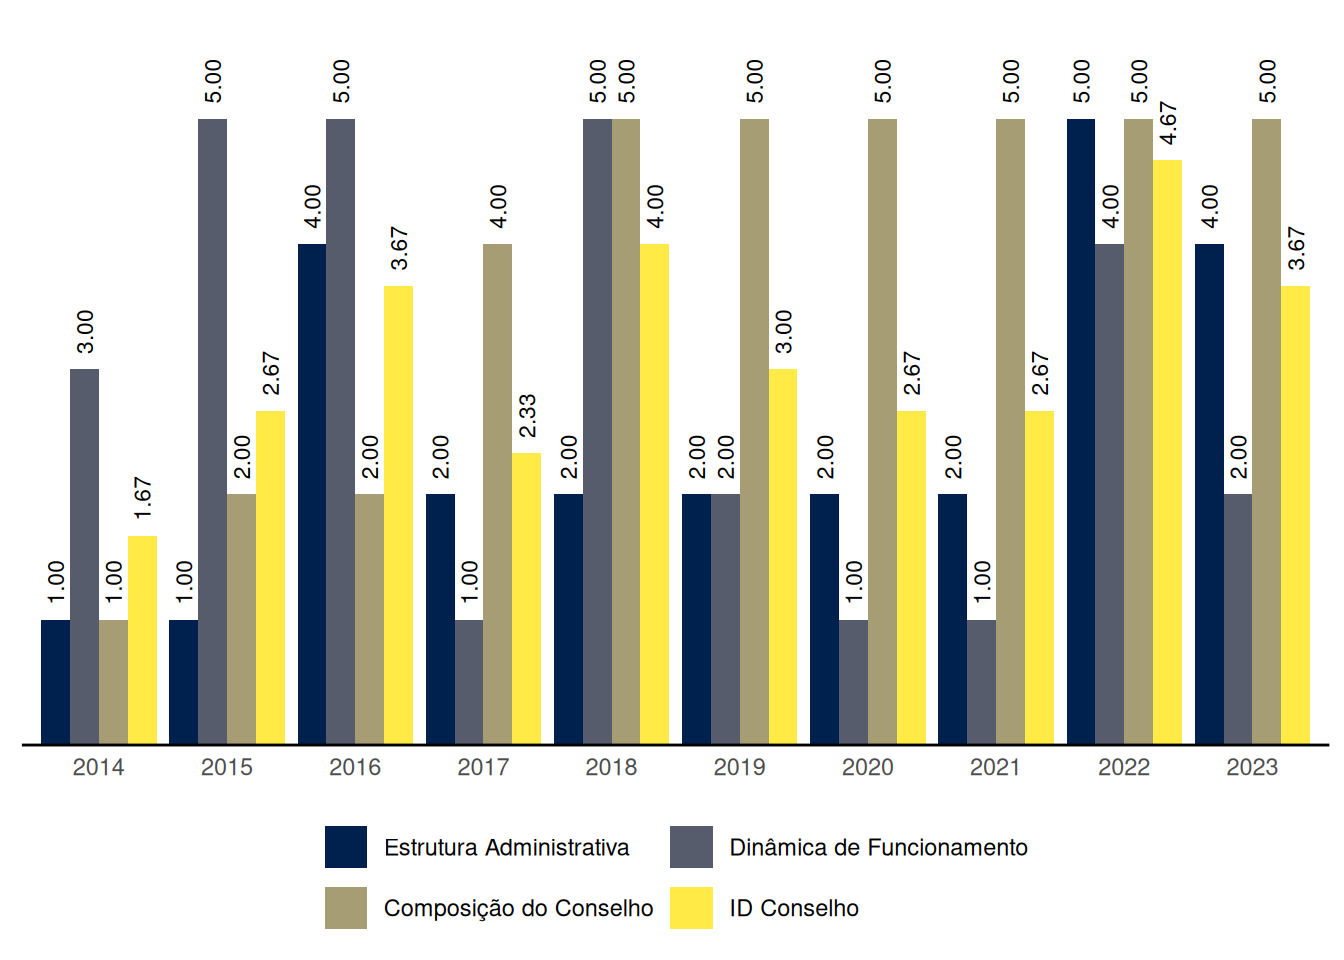 5.00 5.00 5.00 5.00 5.00 5.00 5.00 5.00 5.00 5.00
4.67
4.00 4.00 4.00 4.00 4.00
3.67 3.67
3.00 3.00
2.67 2.67 2.67
2.33
2.00 2.00 2.00 2.00 2.00 2.00 2.00 2.00 2.00
1.67
1.00 1.00 1.00 1.00 1.00 1.00
2014 2015 2016 2017 2018 2019 2020 2021 2022 2023
Estrutura Administrativa Dinâmica de Funcionamento
Composição do Conselho ID Conselho